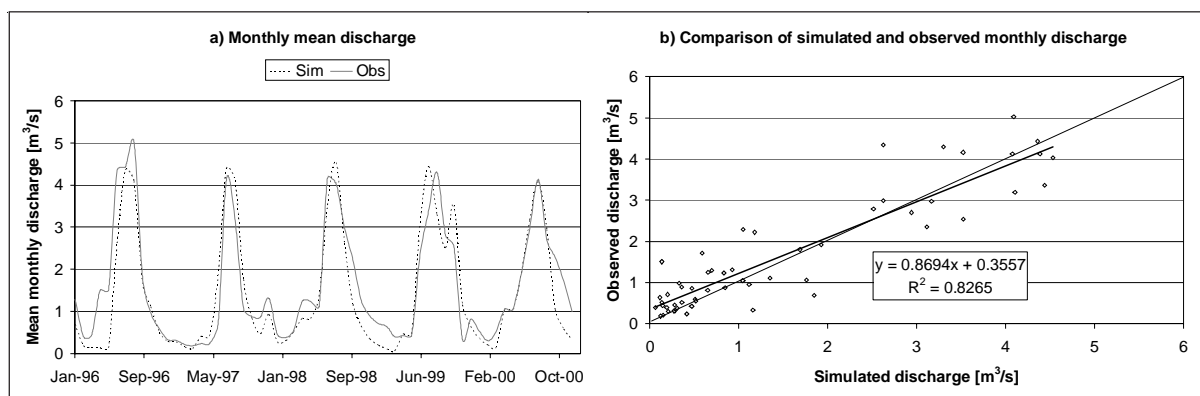 a) Monthly mean discharge
Sim Obs
Mean monthly discharge [m³/s]
6
5
4
3
2
1
0
Jan-96 Sep-96 May-97 Jan-98 Sep-98 Jun-99 Feb-00 Oct-00
b) Comparison of simulated and observed monthly discharge
Observed discharge [m³/s]
6
5
4
3
2
1
0
y = 0.8694x + 0.3557
R² = 0.8265
0 1 2 3 4 5 6
Simulated discharge [m³/s]